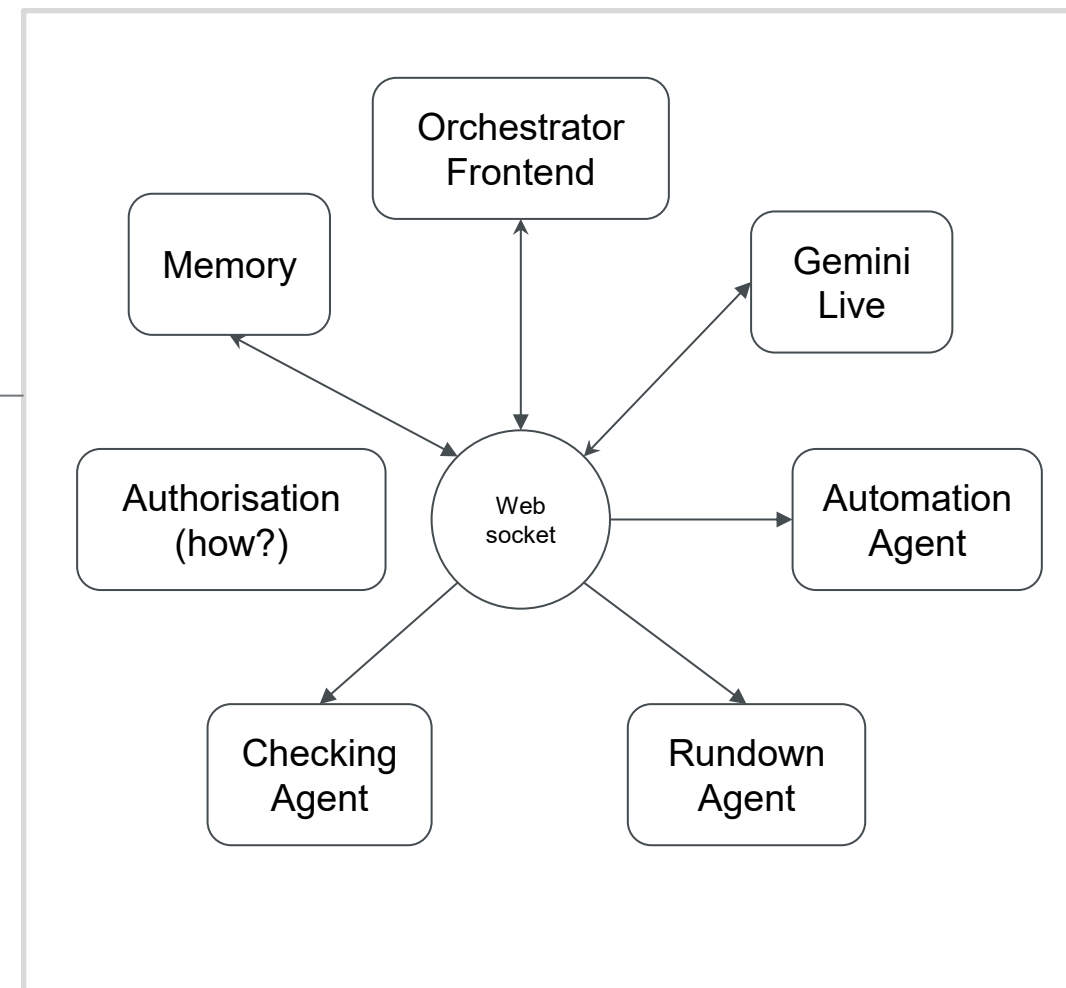 Orchestrator
Frontend
Memory
Gemini
Live
Authorisation
(how?)
Web
socket
Automation
Agent
Checking
Agent
Rundown
Agent